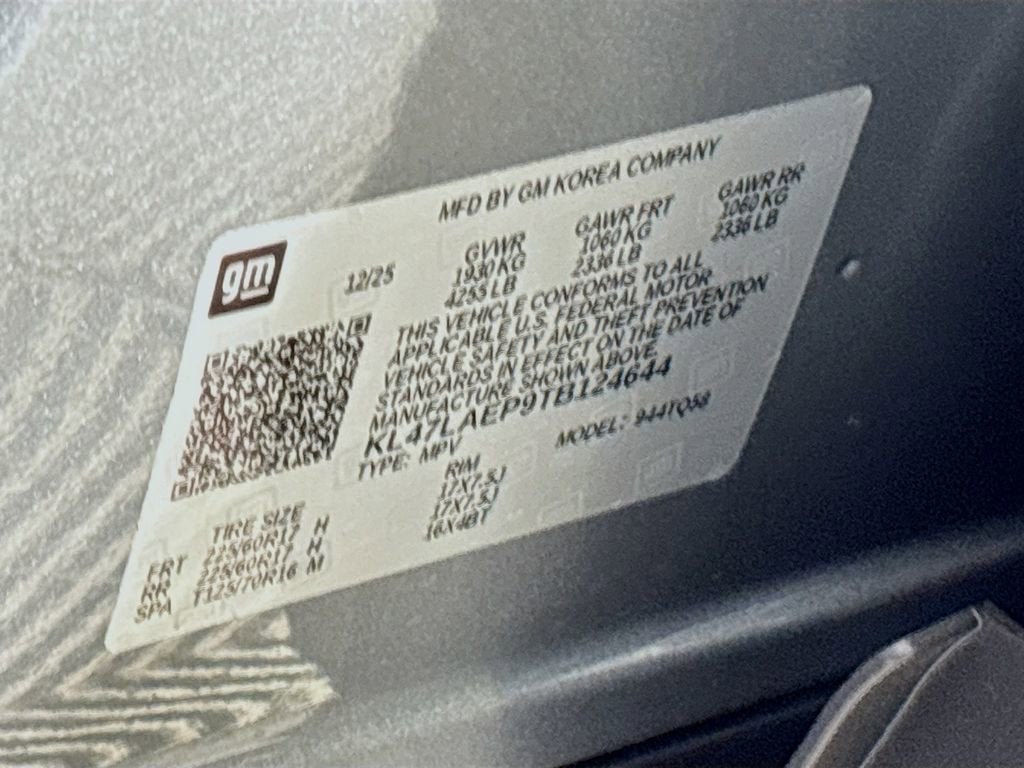 MFD BY GM KOREA COMPANY
gm
12/25
GVWR GAWR FRT GAWR RR
1930 KG 1060 KG 1060 KG
4255 LB 2336 LB 2336 LB
THIS VEHICLE CONFORMS TO ALL
APPLICABLE U.S. FEDERAL MOTOR
VEHICLE SAFETY AND THEFT PREVENTION
STANDARDS IN EFFECT ON THE DATE OF
MANUFACTURE SHOWN ABOVE.
KL47LAEP9TB124644
TYPE: MPV MODEL: 944TQ58
TIRE SIZE RIM
FRT 225/60R17 H 17X7.5J
RR 225/60R17 H 17X7.5J
SPA T125/70R16 M 16X4BT